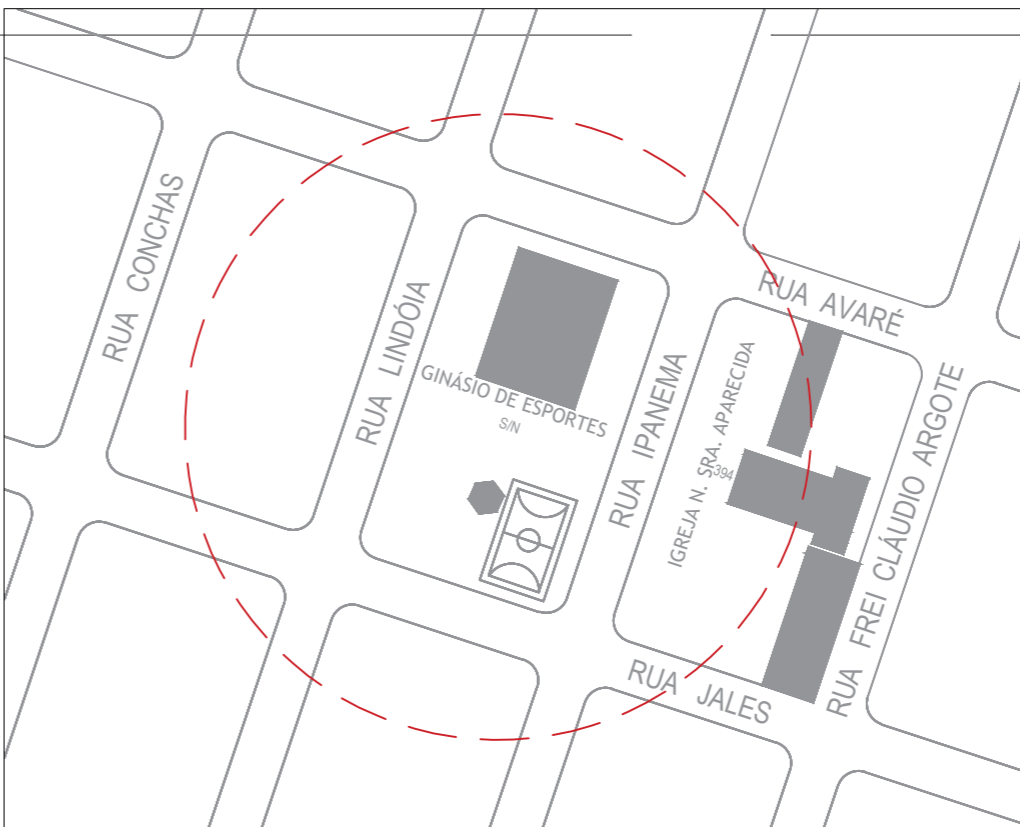 RUA CONCHAS
RUA LINDÓIA
GINÁSIO DE ESPORTES
S/N
RUA IPANEMA
IGREJA N. SRA. APARECIDA
394
RUA AVARÉ
RUA FREI CLÁUDIO ARGOTE
RUA JALES